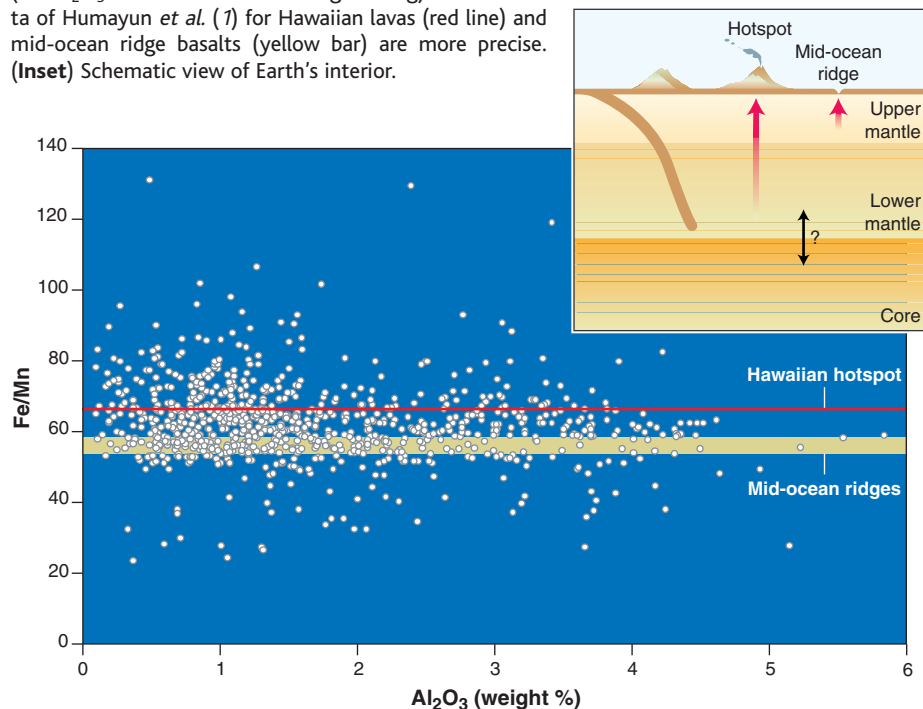 ta of Humayun et al. (1) for Hawaiian lavas (red line) and
mid-ocean ridge basalts (yellow bar) are more precise.
(Inset) Schematic view of Earth's interior.
Hotspot
Mid-ocean
ridge
Upper
mantle
Lower
mantle
?
Core
140
120
100
80
60
40
20
0
Fe/Mn
Hawaiian hotspot
Mid-ocean ridges
0 1 2 3 4 5 6
Al₂O₃ (weight %)